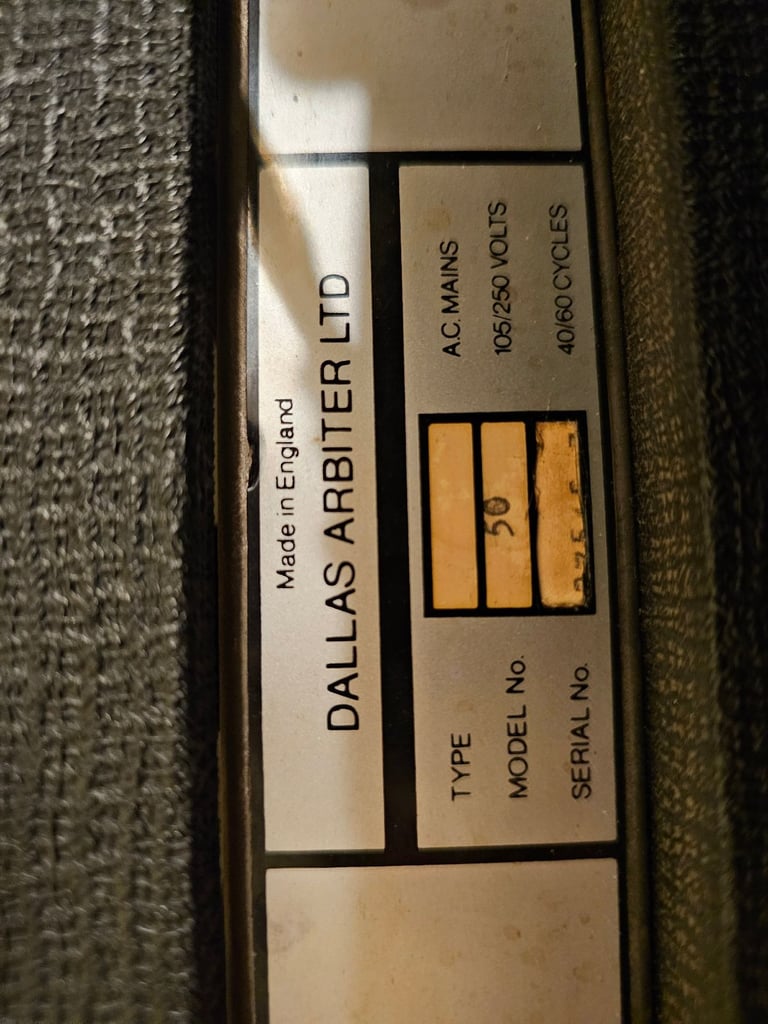 Made in England
DALLAS ARBITER LTD
TYPE A.C. MAINS
MODEL No. 50 105/250 VOLTS
SERIAL No. 40/60 CYCLES